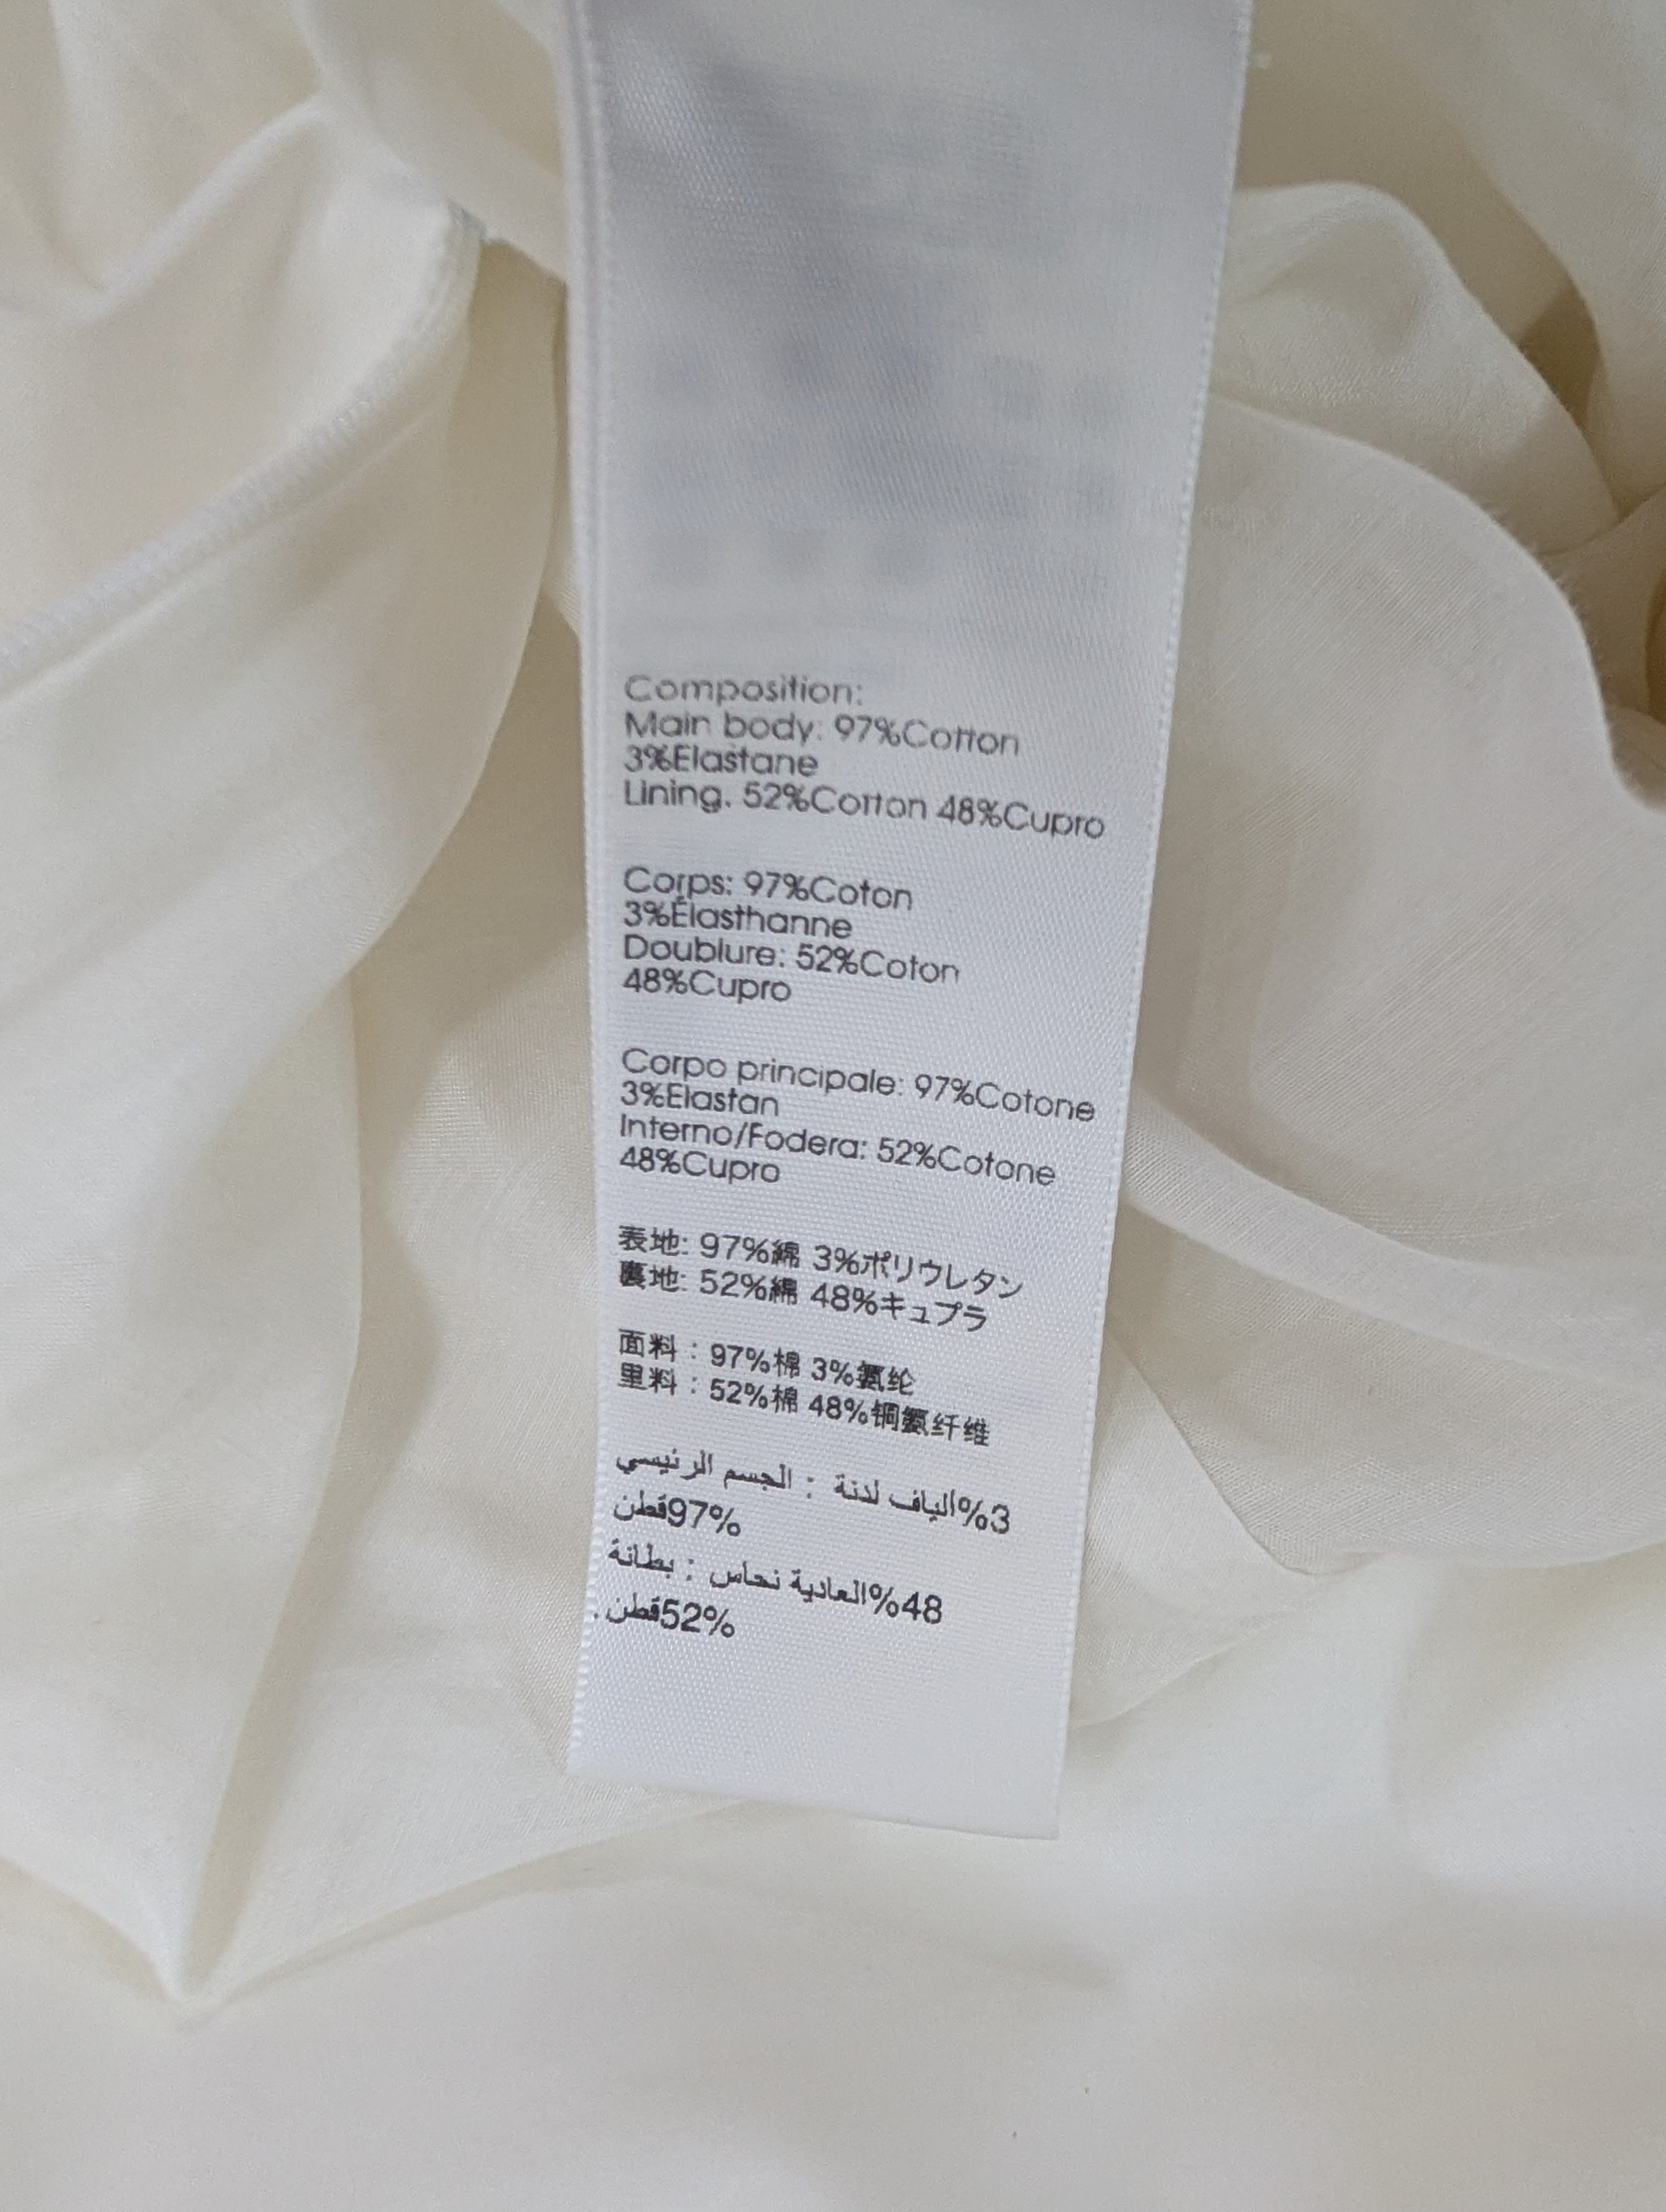 Composition:
Main body: 97%Cotton
3%Elastane
Lining. 52%Cotton 48%Cupro
Corps: 97%Coton
3%Élasthanne
Doublure: 52%Coton
48%Cupro
Corpo principale: 97%Cotone
3%Elastan
Interno/Fodera: 52%Cotone
48%Cupro
表地: 97%綿 3%ポリウレタン
裏地: 52%綿 48%キュプラ
面料：97%棉 3%氨纶
里料：52%棉 48%铜氨纤维
الجسم الرئيسي : الياف لدنة%3
97%قطن
بطانة : العادية نحاس%48
52%قطن.